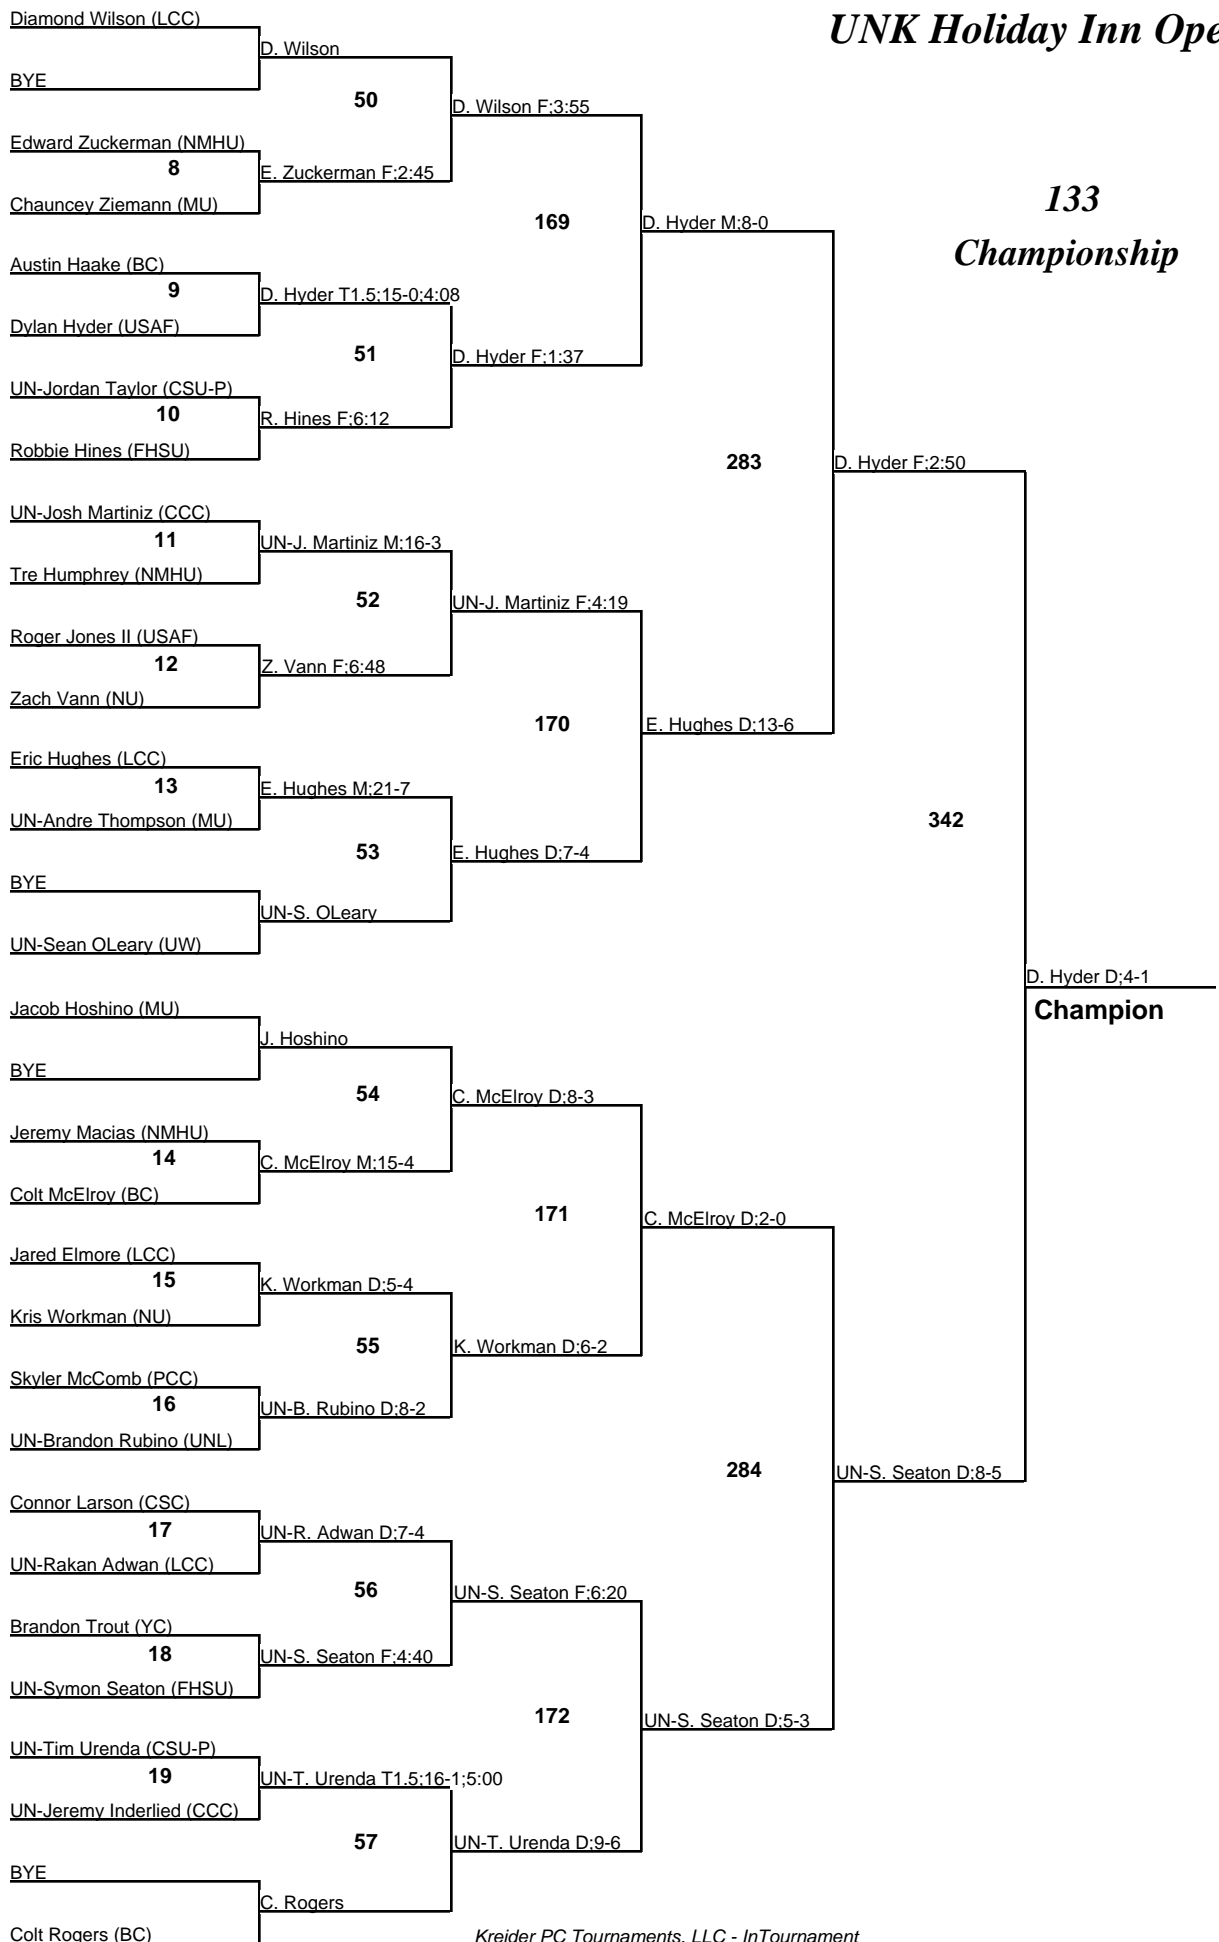 Diamond Wilson (LCC)
UNK Holiday Inn Ope
D. Wilson
BYE
50
D. Wilson F;3:55
Edward Zuckerman (NMHU)
8
E. Zuckerman F;2:45
Chauncey Ziemann (MU)
133
Championship
169
D. Hyder M;8-0
Austin Haake (BC)
9
D. Hyder T1.5;15-0;4:08
Dylan Hyder (USAF)
51
D. Hyder F;1:37
UN-Jordan Taylor (CSU-P)
10
R. Hines F;6:12
Robbie Hines (FHSU)
283
D. Hyder F;2:50
UN-Josh Martiniz (CCC)
11
UN-J. Martiniz M;16-3
Tre Humphrey (NMHU)
52
UN-J. Martiniz F;4:19
Roger Jones II (USAF)
12
Z. Vann F;6:48
Zach Vann (NU)
170
E. Hughes D;13-6
Eric Hughes (LCC)
13
E. Hughes M;21-7
UN-Andre Thompson (MU)
342
53
E. Hughes D;7-4
BYE
UN-S. OLeary
UN-Sean OLeary (UW)
D. Hyder D;4-1
Champion
Jacob Hoshino (MU)
J. Hoshino
BYE
54
C. McElroy D;8-3
Jeremy Macias (NMHU)
14
C. McElroy M;15-4
Colt McElroy (BC)
171
C. McElroy D;2-0
Jared Elmore (LCC)
15
K. Workman D;5-4
Kris Workman (NU)
55
K. Workman D;6-2
Skyler McComb (PCC)
16
UN-B. Rubino D;8-2
UN-Brandon Rubino (UNL)
284
UN-S. Seaton D;8-5
Connor Larson (CSC)
17
UN-R. Adwan D;7-4
UN-Rakan Adwan (LCC)
56
UN-S. Seaton F;6:20
Brandon Trout (YC)
18
UN-S. Seaton F;4:40
UN-Symon Seaton (FHSU)
172
UN-S. Seaton D;5-3
UN-Tim Urenda (CSU-P)
19
UN-T. Urenda T1.5;16-1;5:00
UN-Jeremy Inderlied (CCC)
57
UN-T. Urenda D;9-6
BYE
C. Rogers
Colt Rogers (BC)
Kreider PC Tournaments, LLC - InTournament